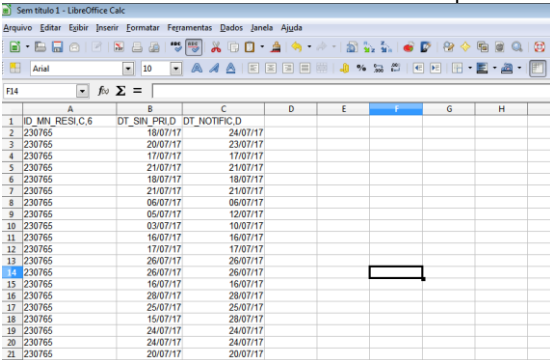 Sem título 1 - LibreOffice Calc
Arquivo Editar Exibir Inserir Formatar Ferramentas Dados Janela Ajuda
Arial 10
F14
A B C D E F G H
1 ID_MN_RESI,C,6 DT_SIN_PRI,D DT_NOTIFIC,D
2 230765 18/07/17 24/07/17
3 230765 20/07/17 23/07/17
4 230765 17/07/17 17/07/17
5 230765 21/07/17 21/07/17
6 230765 18/07/17 18/07/17
7 230765 21/07/17 21/07/17
8 230765 06/07/17 06/07/17
9 230765 05/07/17 12/07/17
10 230765 03/07/17 10/07/17
11 230765 16/07/17 16/07/17
12 230765 17/07/17 17/07/17
13 230765 26/07/17 26/07/17
14 230765 26/07/17 26/07/17
15 230765 16/07/17 16/07/17
16 230765 28/07/17 28/07/17
17 230765 25/07/17 25/07/17
18 230765 15/07/17 28/07/17
19 230765 24/07/17 24/07/17
20 230765 24/07/17 24/07/17
21 230765 20/07/17 20/07/17